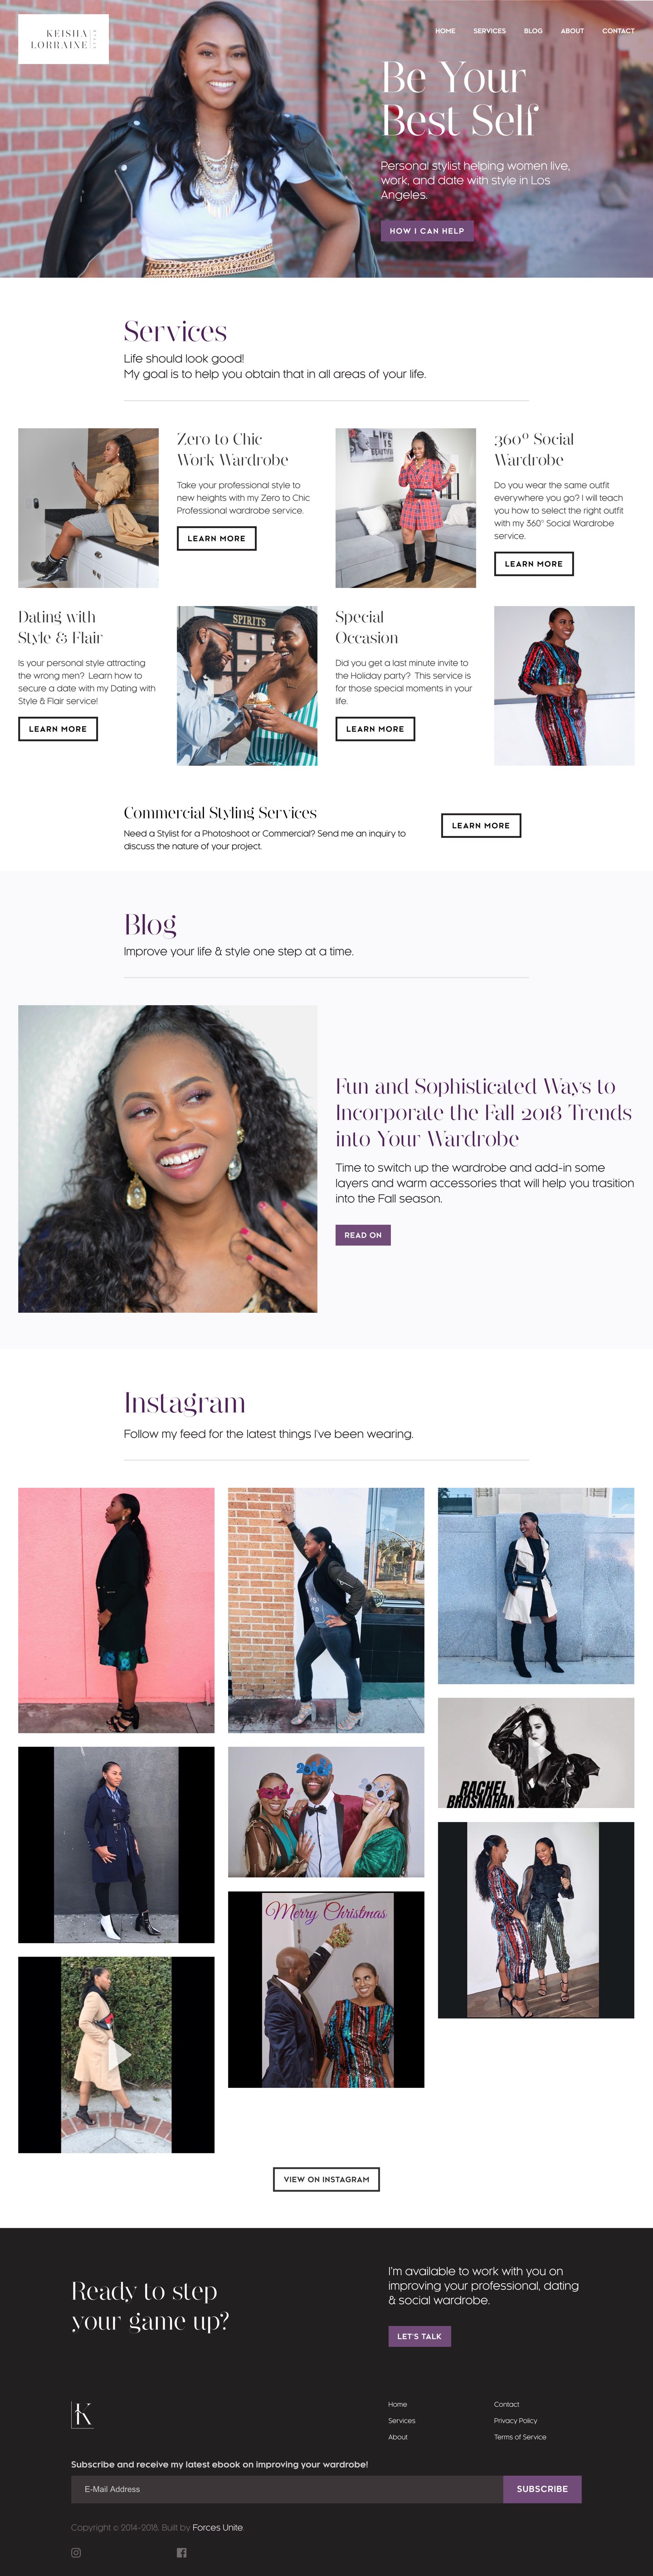 KEISHA
LORRAINE
HOME SERVICES BLOG ABOUT CONTACT
Be Your
Best Self
Personal stylist helping women live,
work, and date with style in Los
Angeles.
HOW I CAN HELP
Services
Life should look good!
My goal is to help you obtain that in all areas of your life.
Zero to Chic
Work Wardrobe
Take your professional style to
new heights with my Zero to Chic
Professional wardrobe service.
LEARN MORE
LIFE
IS
BEAUTIFUL
360º Social
Wardrobe
Do you wear the same outfit
everywhere you go? I will teach
you how to select the right outfit
with my 360º Social Wardrobe
service.
LEARN MORE
Dating with
Style & Flair
Is your personal style attracting
the wrong men? Learn how to
secure a date with my Dating with
Style & Flair service!
LEARN MORE
SPIRITS
Special
Occasion
Did you get a last minute invite to
the Holiday party? This service is
for those special moments in your
life.
LEARN MORE
Commercial Styling Services
Need a Stylist for a Photoshoot or Commercial? Send me an inquiry to
discuss the nature of your project.
LEARN MORE
Blog
Improve your life & style one step at a time.
Fun and Sophisticated Ways to
Incorporate the Fall 2018 Trends
into Your Wardrobe
Time to switch up the wardrobe and add-in some
layers and warm accessories that will help you trasition
into the Fall season.
READ ON
Instagram
Follow my feed for the latest things I've been wearing.
RACHEL
BROSNAHAN
Merry Christmas
VIEW ON INSTAGRAM
Ready to step
your game up?
I'm available to work with you on
improving your professional, dating
& social wardrobe.
LET'S TALK
K
Home
Services
About
Contact
Privacy Policy
Terms of Service
Subscribe and receive my latest ebook on improving your wardrobe!
E-Mail Address
SUBSCRIBE
Copyright © 2014-2018. Built by Forces Unite